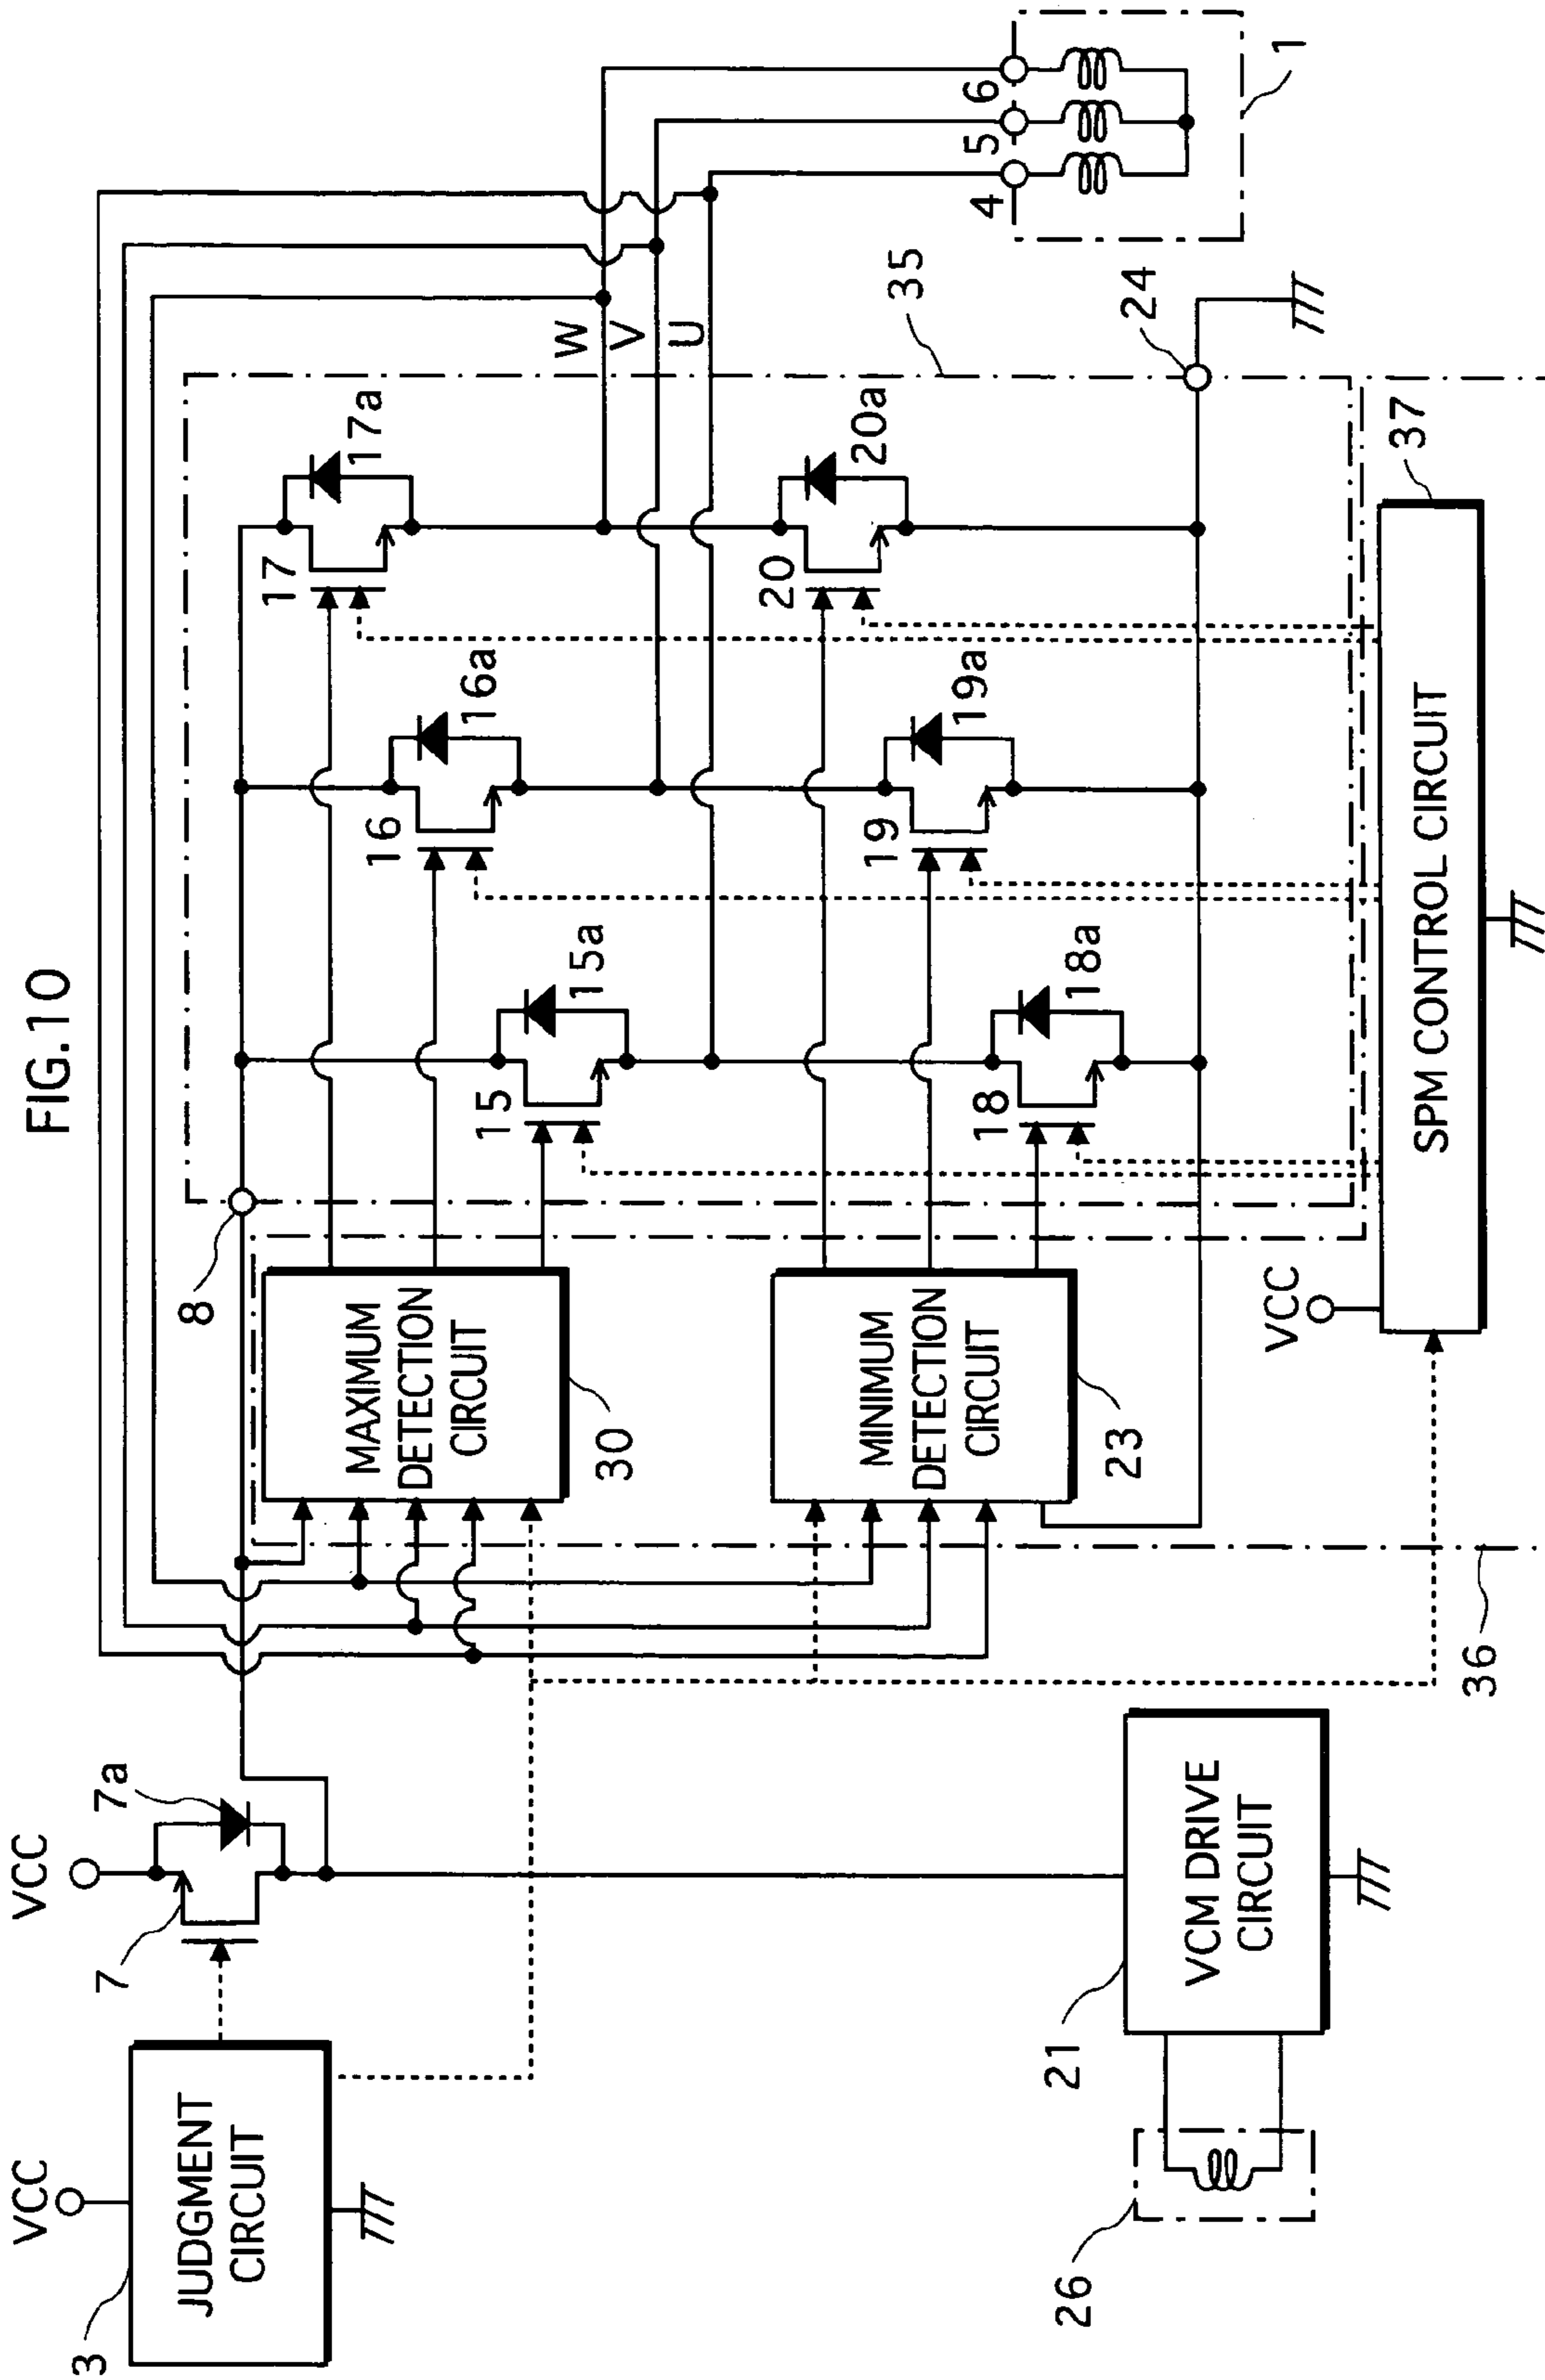 FIG.10
VCC
JUDGMENT
CIRCUIT
3
VCC
7
7a
8
MAXIMUM
DETECTION
CIRCUIT
30
MINIMUM
DETECTION
CIRCUIT
23
15
15a
16
16a
17
17a
18
18a
19
19a
20
20a
W
V
U
35
24
4
5
6
1
26
21
VCM DRIVE
CIRCUIT
36
VCC
SPM CONTROL CIRCUIT
37